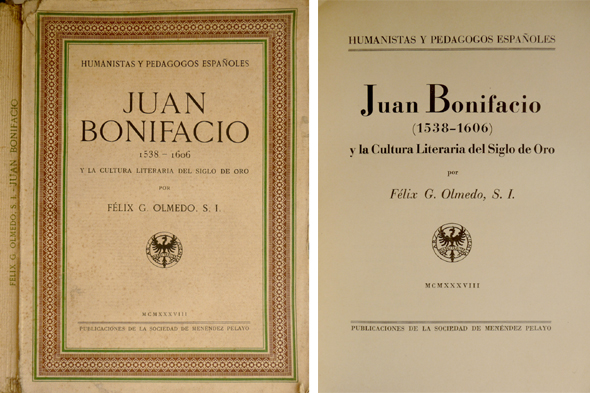 FÉLIX G. OLMEDO, S. I. - JUAN BONIFACIO
HUMANISTAS Y PEDAGOGOS ESPAÑOLES
JUAN
BONIFACIO
1538 - 1606
Y LA CULTURA LITERARIA DEL SIGLO DE ORO
POR
FÉLIX G. OLMEDO, S. I.
MCMXXXVIII
PUBLICACIONES DE LA SOCIEDAD DE MENÉNDEZ PELAYO
HUMANISTAS Y PEDAGOGOS ESPAÑOLES
Juan Bonifacio
(1538-1606)
y la Cultura Literaria del Siglo de Oro
por
Félix G. Olmedo, S. I.
MCMXXXVIII
PUBLICACIONES DE LA SOCIEDAD DE MENÉNDEZ PELAYO